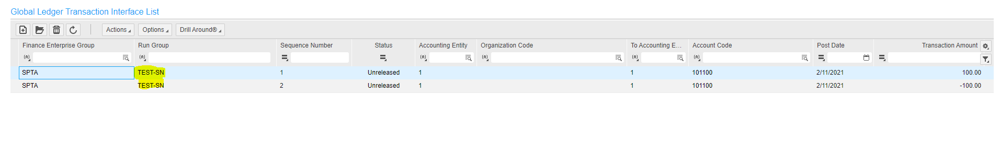 Global Ledger Transaction Interface List
Actions Options Drill Around®
Finance Enterprise Group Run Group Sequence Number Status Accounting Entity Organization Code To Accounting E... Account Code Post Date Transaction Amount
SPTA TEST-SN 1 Unreleased 1 1 101100 2/11/2021 100.00
SPTA TEST-SN 2 Unreleased 1 1 101100 2/11/2021 -100.00